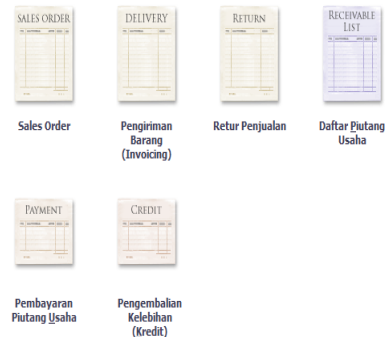 SALES ORDER
DELIVERY
RETURN
RECEIVABLE
LIST
Sales Order
Pengiriman
Barang
(Invoicing)
Retur Penjualan
Daftar Piutang
Usaha
PAYMENT
CREDIT
Pembayaran
Piutang Usaha
Pengembalian
Kelebihan
(Kredit)